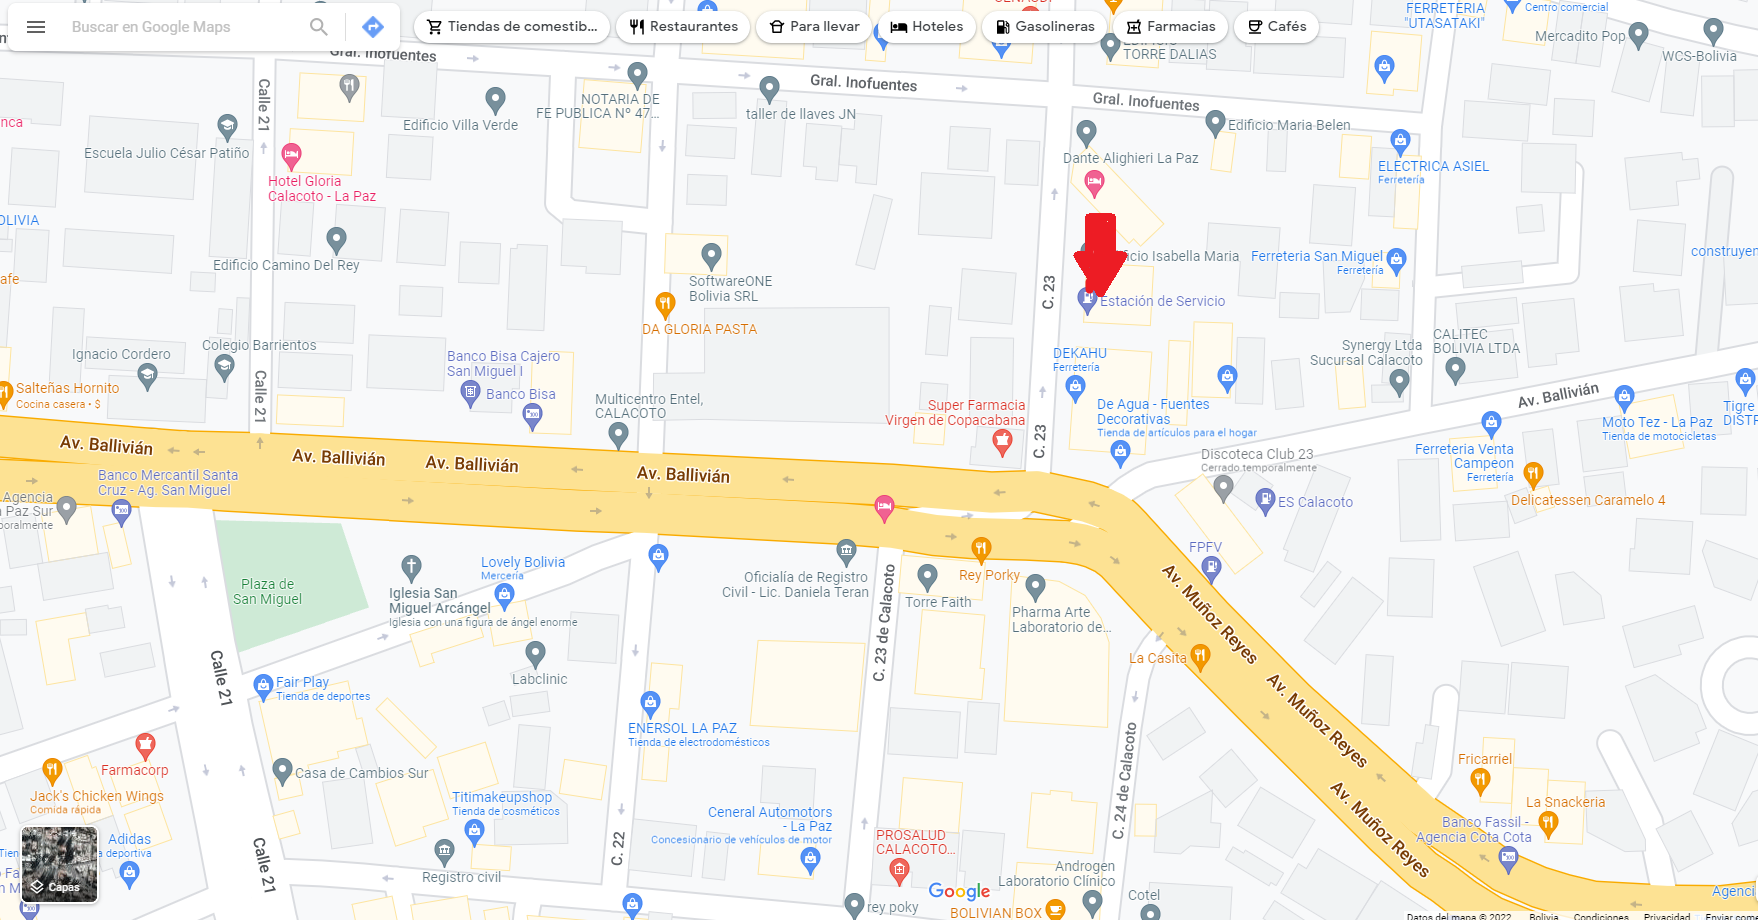 Buscar en Google Maps
Tiendas de comestib...
Restaurantes
Para llevar
Hoteles
Gasolineras
Farmacias
Cafés
FERRETERIA
"UTASATAKI"
Centro comercial
Mercadito Pop
WCS-Bolivia
TORRE DALIAS
Gral. Inofuentes
Gral. Inofuentes
Gral. Inofuentes
Calle 21
NOTARIA DE
FE PUBLICA Nº 47...
taller de llaves JN
Edificio Villa Verde
Edificio Maria Belen
Escuela Julio César Patiño
Dante Alighieri La Paz
ELECTRICA ASIEL
Ferretería
Hotel Gloria
Calacoto - La Paz
OLIVIA
Edificio Camino Del Rey
SoftwareONE
Bolivia SRL
ficio Isabella Maria
Ferreteria San Miguel
Ferretería
construyen
C. 23
Estación de Servicio
DA GLORIA PASTA
Ignacio Cordero
Colegio Barrientos
Banco Bisa Cajero
San Miguel I
Banco Bisa
DEKAHU
Ferretería
Synergy Ltda
Sucursal Calacoto
CALITEC
BOLIVIA LTDA
Salteñas Hornito
Cocina casera • $
Calle 21
Multicentro Entel,
CALACOTO
Super Farmacia
Virgen de Copacabana
C. 23
De Agua - Fuentes
Decorativas
Tienda de artículos para el hogar
Av. Ballivián
Moto Tez - La Paz
Tienda de motocicletas
Tigre
DISTR
Av. Ballivián
Av. Ballivián
Av. Ballivián
Av. Ballivián
Discoteca Club 23
Cerrado temporalmente
Ferreteria Venta
Campeon
Ferretería
Banco Mercantil Santa
Cruz - Ag. San Miguel
Agencia
a Paz Sur
poralmente
ES Calacoto
Delicatessen Caramelo 4
FPFV
Plaza de
San Miguel
Iglesia San
Miguel Arcángel
Iglesia con una figura de ángel enorme
Lovely Bolivia
Mercería
Oficialía de Registro
Civil - Lic. Daniela Teran
Rey Porky
Torre Faith
Pharma Arte
Laboratorio de...
C. 23 de Calacoto
Av. Muñoz Reyes
La Casita
Calle 21
Labclinic
Fair Play
Tienda de deportes
Av. Muñoz Reyes
ENERSOL LA PAZ
Tienda de electrodomésticos
Farmacorp
Casa de Cambios Sur
Jack's Chicken Wings
Comida rápida
Titimakeupshop
Tienda de cosméticos
C. 24 de Calacoto
Fricarriel
La Snackeria
Av. Muñoz Reyes
Banco Fassil -
Agencia Cota Cota
Adidas
a deportiva
General Automotors
- La Paz
Concesionario de vehículos de motor
PROSALUD
CALACOTO...
C. 22
Calle 21
Registro civil
Androgen
Laboratorio Clínico
Capas
Google
rey poky
BOLIVIAN BOX
Cotel
Agenci
Datos del mapa © 2022
Bolivia
Condiciones
Privacidad
Enviar come